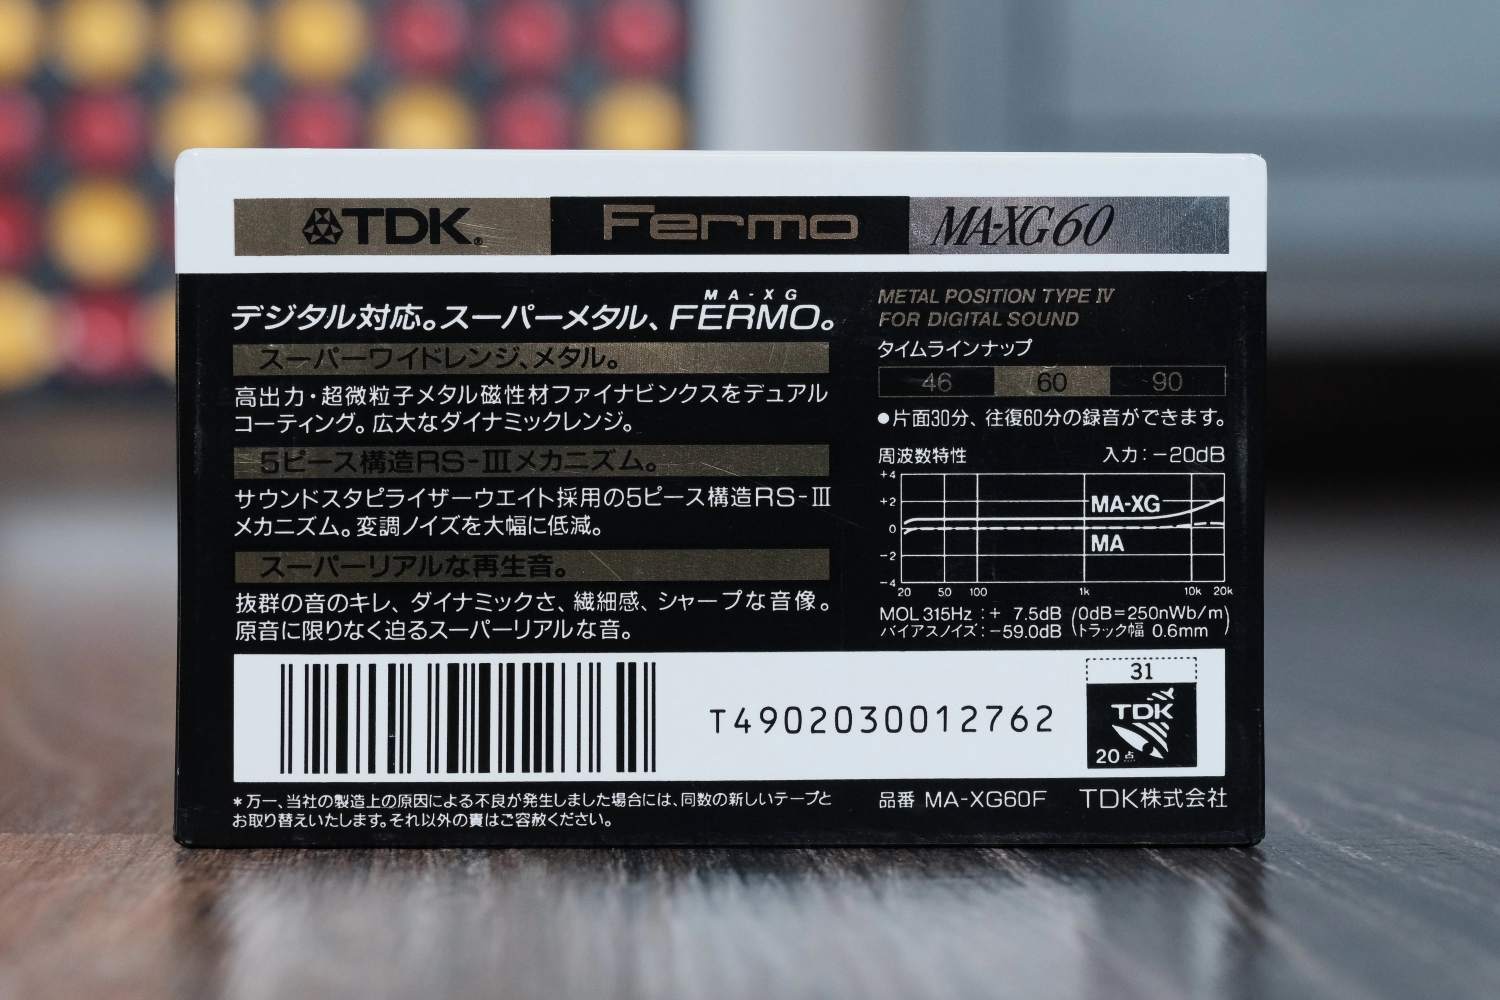 TDK®
Fermo
MA-XG60
MA-XG
デジタル対応。スーパーメタル、FERMO。
スーパーワイドレンジ、メタル。
高出力・超微粒子メタル磁性材ファイナビンクスをデュアル
コーティング。広大なダイナミックレンジ。
5ピース構造RS-Ⅲメカニズム。
サウンドスタビライザーウエイト採用の5ピース構造RS-Ⅲ
メカニズム。変調ノイズを大幅に低減。
スーパーリアルな再生音。
抜群の音のキレ、ダイナミックさ、繊細感、シャープな音像。
原音に限りなく迫るスーパーリアルな音。
METAL POSITION TYPE Ⅳ
FOR DIGITAL SOUND
タイムラインナップ
46 60 90
●片面30分、往復60分の録音ができます。
周波数特性 入力:−20dB
+4
+2
0
−2
−4
MA-XG
MA
20 50 100 1k 10k 20k
MOL 315Hz:+ 7.5dB (0dB=250nWb/m)
バイアスノイズ:−59.0dB (トラック幅 0.6mm)
T4902030012762
31
TDK
20点
*万一、当社の製造上の原因による不良が発生しました場合には、同数の新しいテープと
お取り替えいたします。それ以外の責はご容赦ください。
品番 MA-XG60F TDK株式会社